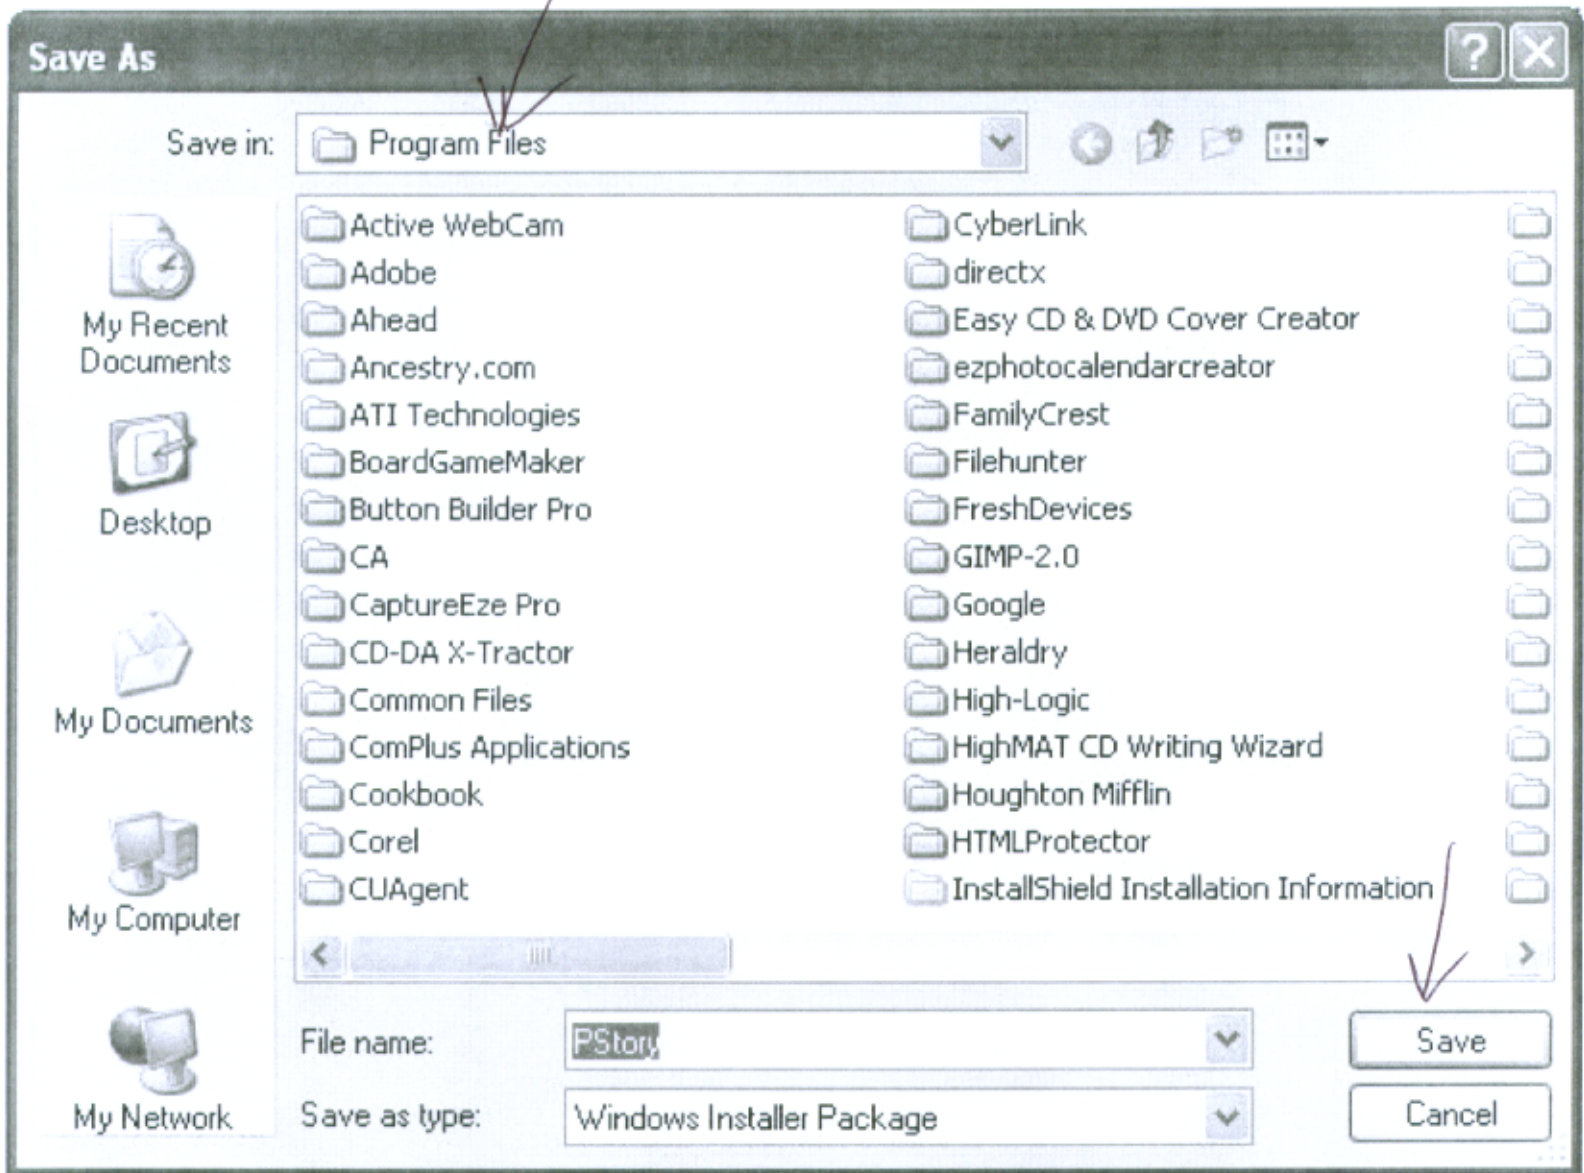 Save As
Save in:
Program Files
My Recent
Documents
Desktop
My Documents
My Computer
My Network
Active WebCam
Adobe
Ahead
Ancestry.com
ATI Technologies
BoardGameMaker
Button Builder Pro
CA
CaptureEze Pro
CD-DA X-Tractor
Common Files
ComPlus Applications
Cookbook
Corel
CUAgent
CyberLink
directx
Easy CD & DVD Cover Creator
ezphotocalendarcreator
FamilyCrest
Filehunter
FreshDevices
GIMP-2.0
Google
Heraldry
High-Logic
HighMAT CD Writing Wizard
Houghton Mifflin
HTMLProtector
InstallShield Installation Information
File name:
PStory
Save
Save as type:
Windows Installer Package
Cancel